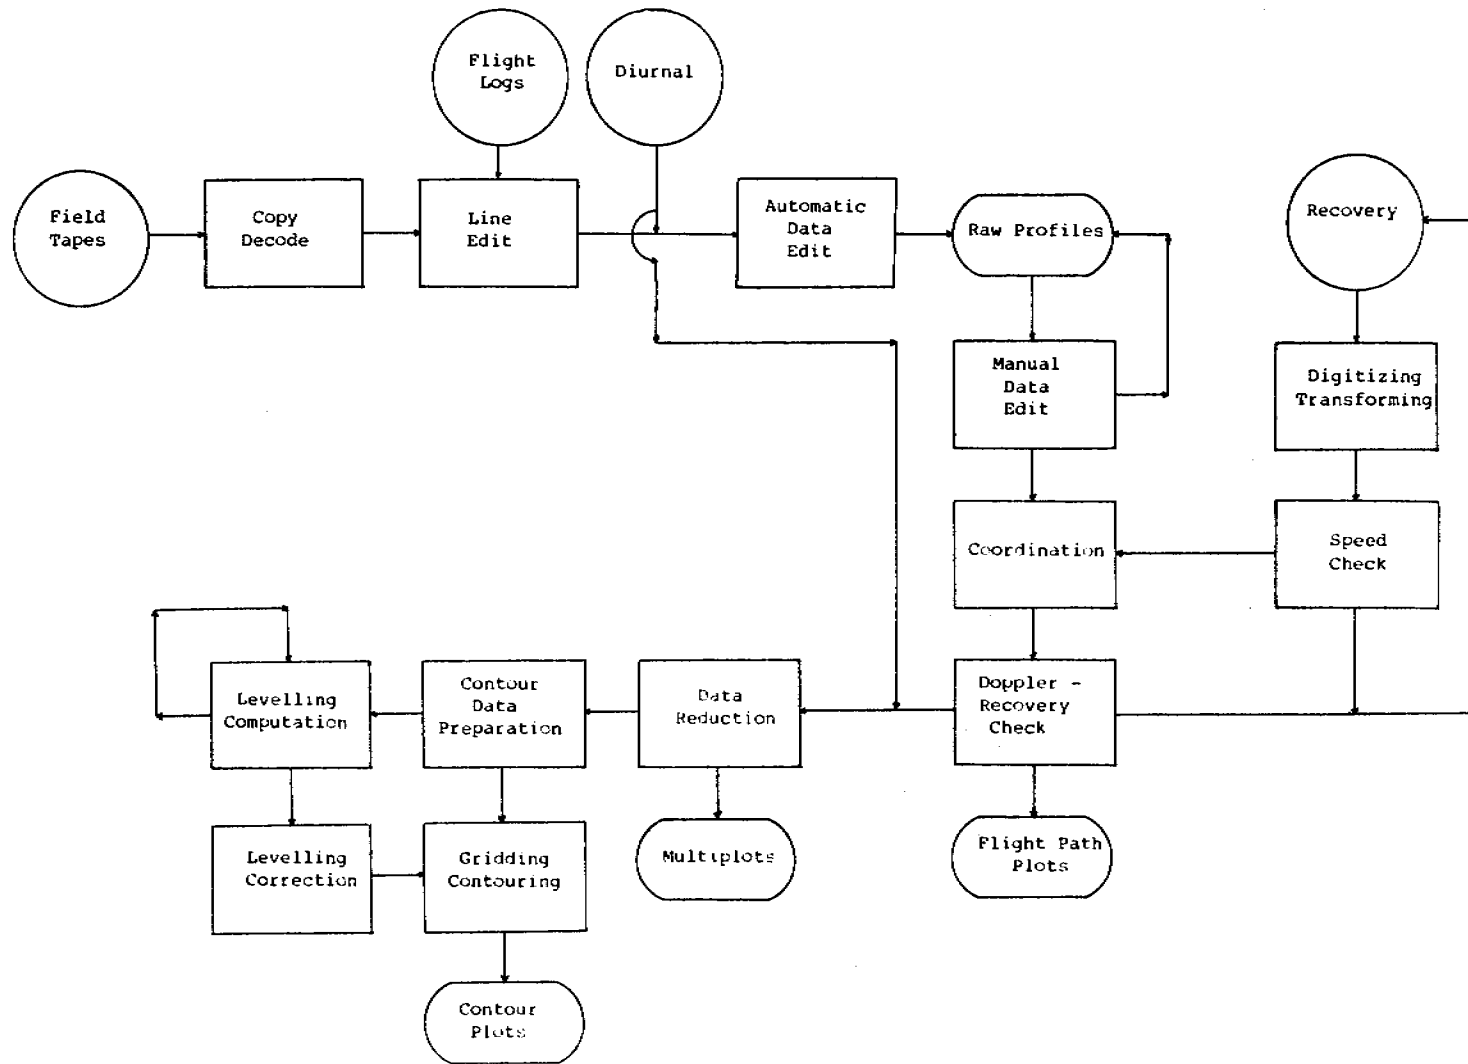 Flight
Logs
Diurnal
Field
Tapes
Copy
Decode
Line
Edit
Automatic
Data
Edit
Raw Profiles
Recovery
Manual
Data
Edit
Digitizing
Transforming
Coordination
Speed
Check
Levelling
Computation
Contour
Data
Preparation
Data
Reduction
Doppler -
Recovery
Check
Levelling
Correction
Gridding
Contouring
Multiplots
Flight Path
Plots
Contour
Plots